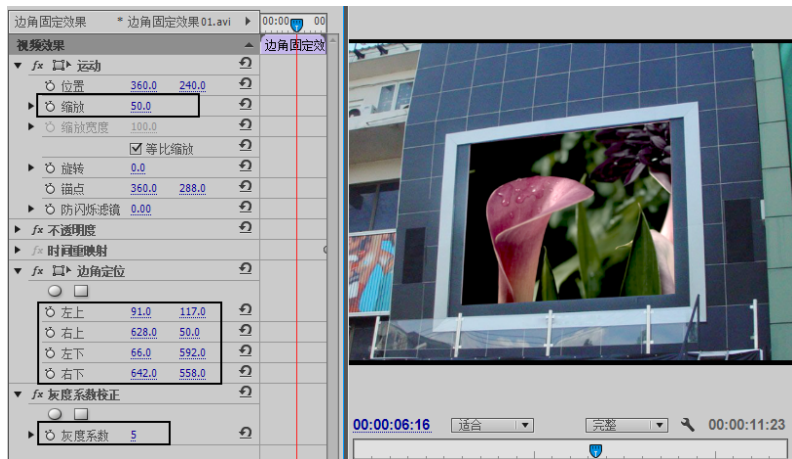 边角固定效果 * 边角固定效果01.avi 00:00 00
视频效果 边角固定效
fx 运动
位置 360.0 240.0
缩放 50.0
缩放宽度 100.0
等比缩放
旋转 0.0
锚点 360.0 288.0
防闪烁滤镜 0.00
fx 不透明度
fx 时间重映射
fx 边角定位
左上 91.0 117.0
右上 628.0 50.0
左下 66.0 592.0
右下 642.0 558.0
fx 灰度系数校正
灰度系数 5
00:00:06:16 适合 完整 00:00:11:23